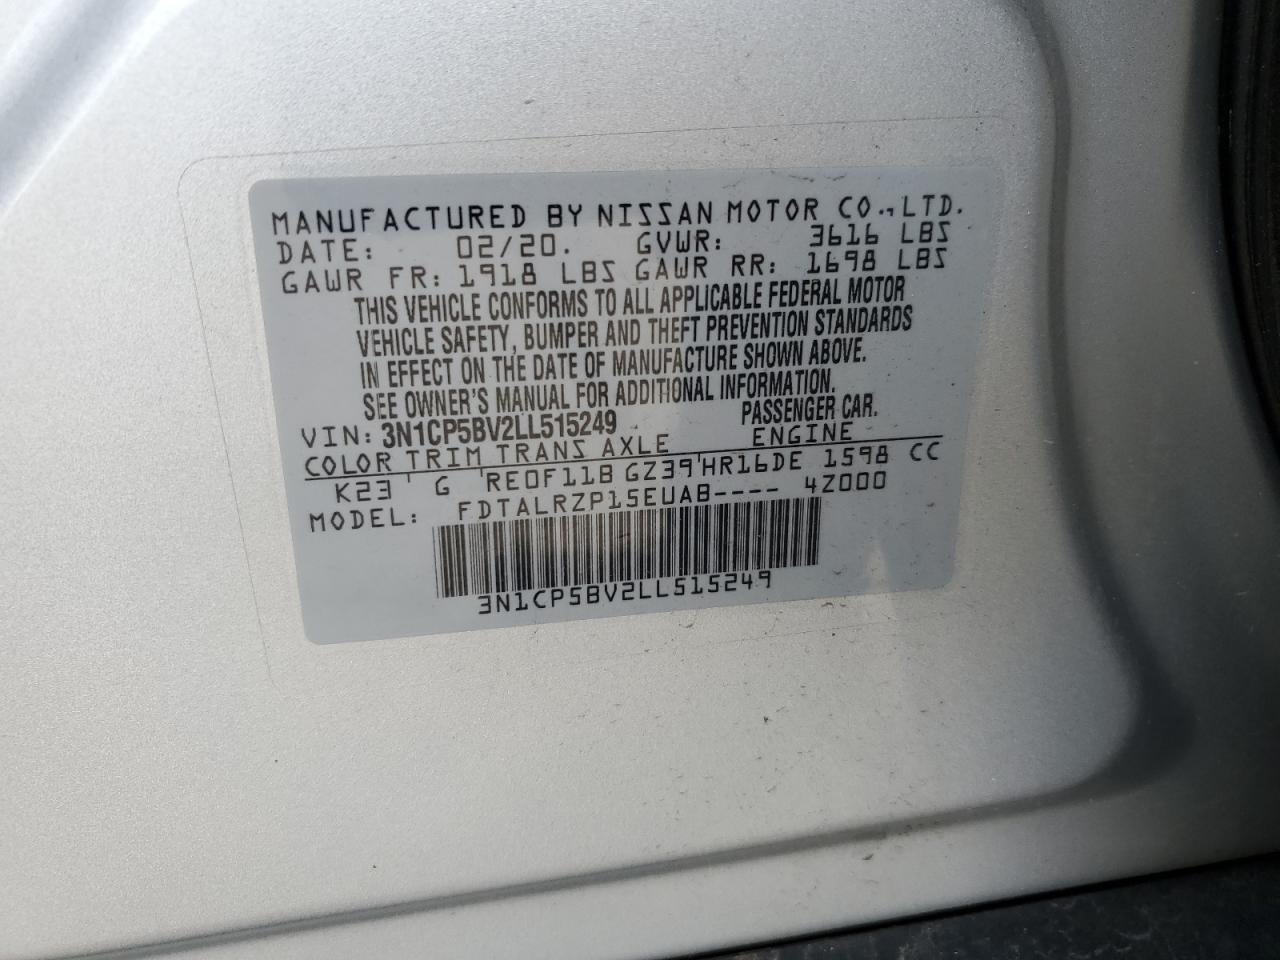 MANUFACTURED BY NISSAN MOTOR CO., LTD.
DATE: 02/20. GVWR: 3616 LBS
GAWR FR: 1918 LBS GAWR RR: 1698 LBS
THIS VEHICLE CONFORMS TO ALL APPLICABLE FEDERAL MOTOR
VEHICLE SAFETY, BUMPER AND THEFT PREVENTION STANDARDS
IN EFFECT ON THE DATE OF MANUFACTURE SHOWN ABOVE.
SEE OWNER'S MANUAL FOR ADDITIONAL INFORMATION.
VIN: 3N1CP5BV2LL515249 PASSENGER CAR.
COLOR TRIM TRANS AXLE ENGINE
K23 G RE0F11B GZ39 HR16DE 1598 CC
MODEL: FDTALRZP15EUAB---- 4Z000
3N1CP5BV2LL515249